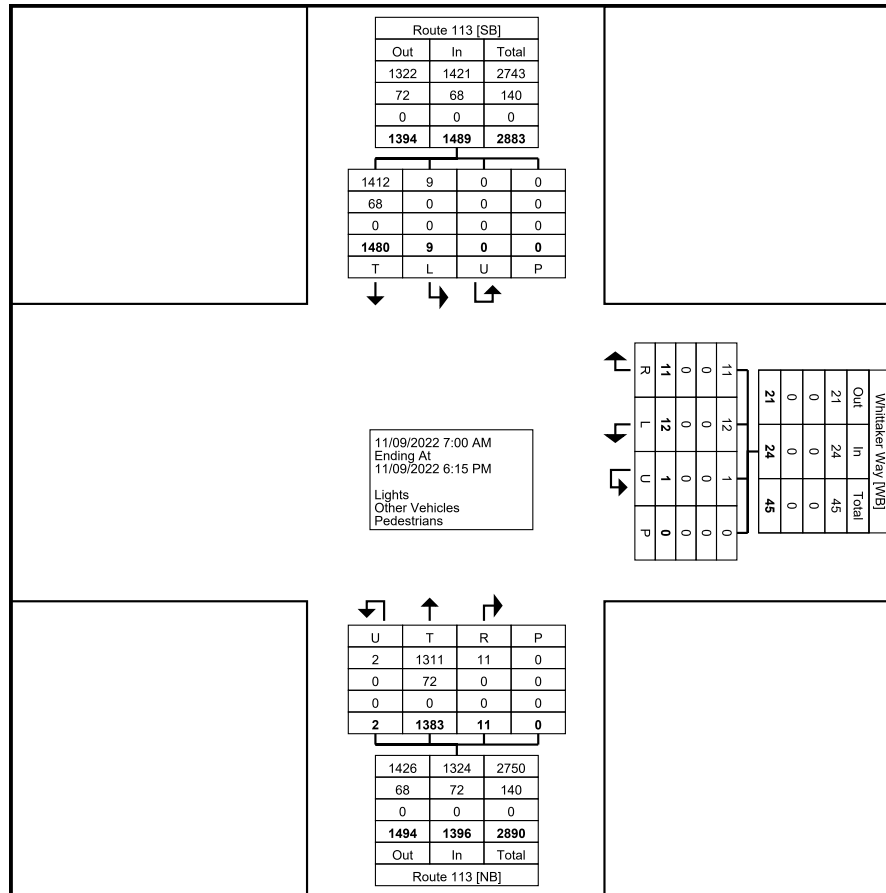 Route 113 [SB]
Out In Total
1322 1421 2743
72 68 140
0 0 0
1394 1489 2883
1412 9 0 0
68 0 0 0
0 0 0 0
1480 9 0 0
T L U P
11/09/2022 7:00 AM
Ending At
11/09/2022 6:15 PM
Lights
Other Vehicles
Pedestrians
Whittaker Way [WB]
Out In Total
21 24 45
0 0 0
0 0 0
21 24 45
11 12 1 0
0 0 0 0
0 0 0 0
11 12 1 0
R L U P
U T R P
2 1311 11 0
0 72 0 0
0 0 0 0
2 1383 11 0
1426 1324 2750
68 72 140
0 0 0
1494 1396 2890
Out In Total
Route 113 [NB]